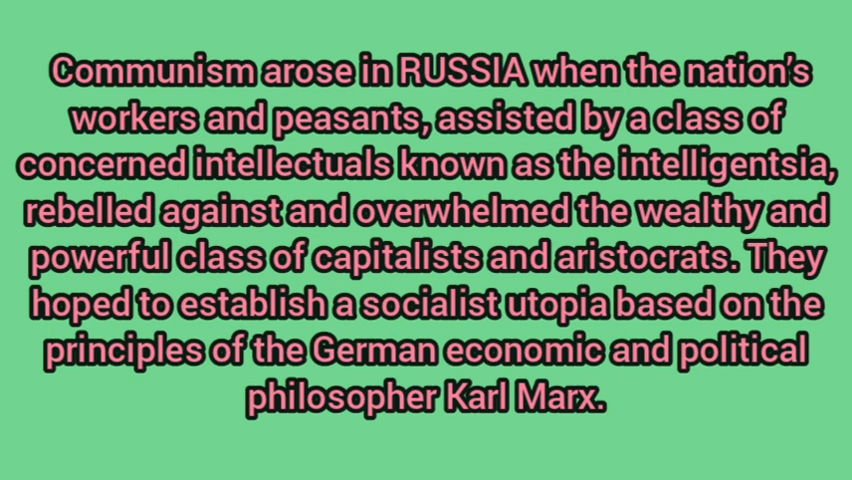 Communism arose in RUSSIA when the nation’s
workers and peasants, assisted by a class of
concerned intellectuals known as the intelligentsia,
rebelled against and overwhelmed the wealthy and
powerful class of capitalists and aristocrats. They
hoped to establish a socialist utopia based on the
principles of the German economic and political
philosopher Karl Marx.